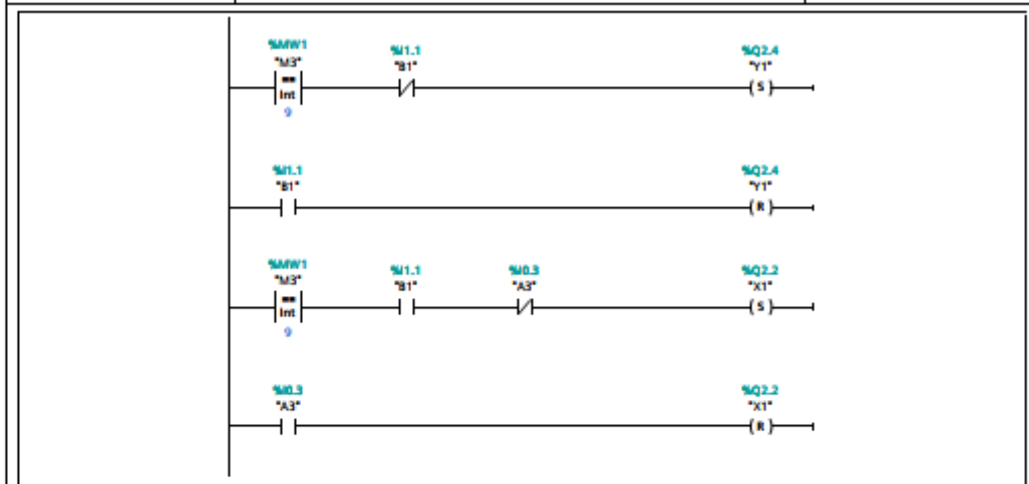 %MW1 %I1.1 %Q2.4
"M3" "B1" "Y1"
== S
Int
9
%I1.1 %Q2.4
"B1" "Y1"
R
%MW1 %I1.1 %I0.3 %Q2.2
"M3" "B1" "A3" "X1"
== S
Int
9
%I0.3 %Q2.2
"A3" "X1"
R